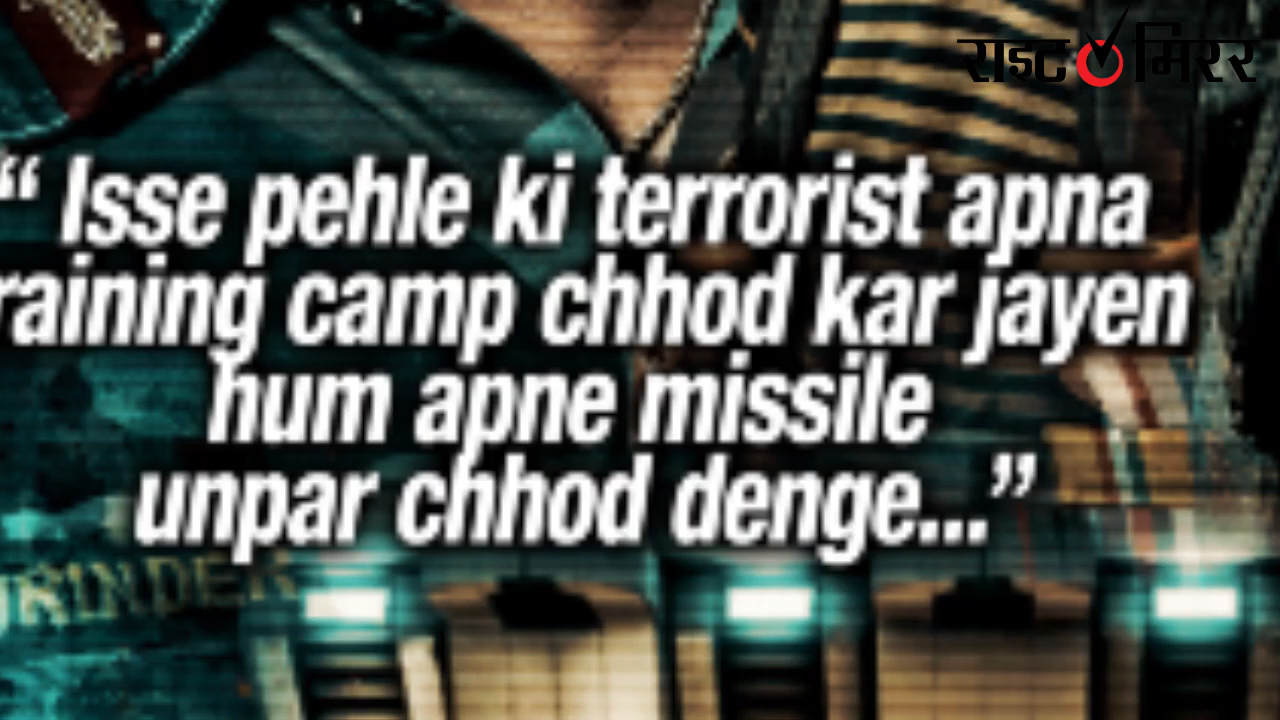 राइट मिरर
“ Isse pehle ki terrorist apna
raining camp chhod kar jayen
hum apne missile
unpar chhod denge...”